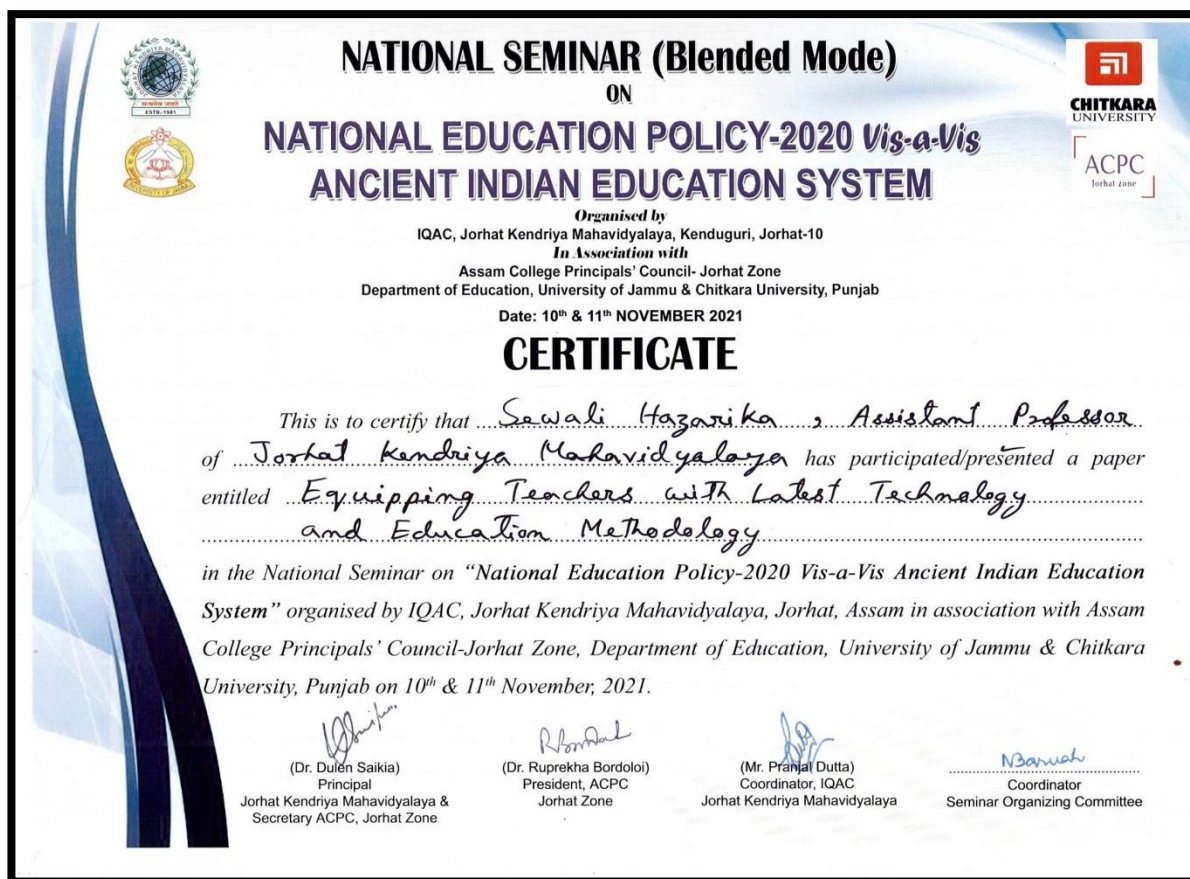 NATIONAL SEMINAR (Blended Mode)
ON
NATIONAL EDUCATION POLICY-2020 Vis-a-Vis
ANCIENT INDIAN EDUCATION SYSTEM
ESTD.-1981
CHITKARA
UNIVERSITY
ACPC
Jorhat zone
Organised by
IQAC, Jorhat Kendriya Mahavidyalaya, Kenduguri, Jorhat-10
In Association with
Assam College Principals' Council- Jorhat Zone
Department of Education, University of Jammu & Chitkara University, Punjab
Date: 10th & 11th NOVEMBER 2021
CERTIFICATE
This is to certify that Sewali Hazarika, Assistant Professor
of Jorhat Kendriya Mahavidyalaya has participated/presented a paper
entitled Equipping Teachers with Latest Technology
and Education Methodology
in the National Seminar on “National Education Policy-2020 Vis-a-Vis Ancient Indian Education
System” organised by IQAC, Jorhat Kendriya Mahavidyalaya, Jorhat, Assam in association with Assam
College Principals' Council-Jorhat Zone, Department of Education, University of Jammu & Chitkara
University, Punjab on 10th & 11th November, 2021.
NBaruah
(Dr. Dulen Saikia)
Principal
Jorhat Kendriya Mahavidyalaya &
Secretary ACPC, Jorhat Zone
(Dr. Ruprekha Bordoloi)
President, ACPC
Jorhat Zone
(Mr. Pranjal Dutta)
Coordinator, IQAC
Jorhat Kendriya Mahavidyalaya
Coordinator
Seminar Organizing Committee